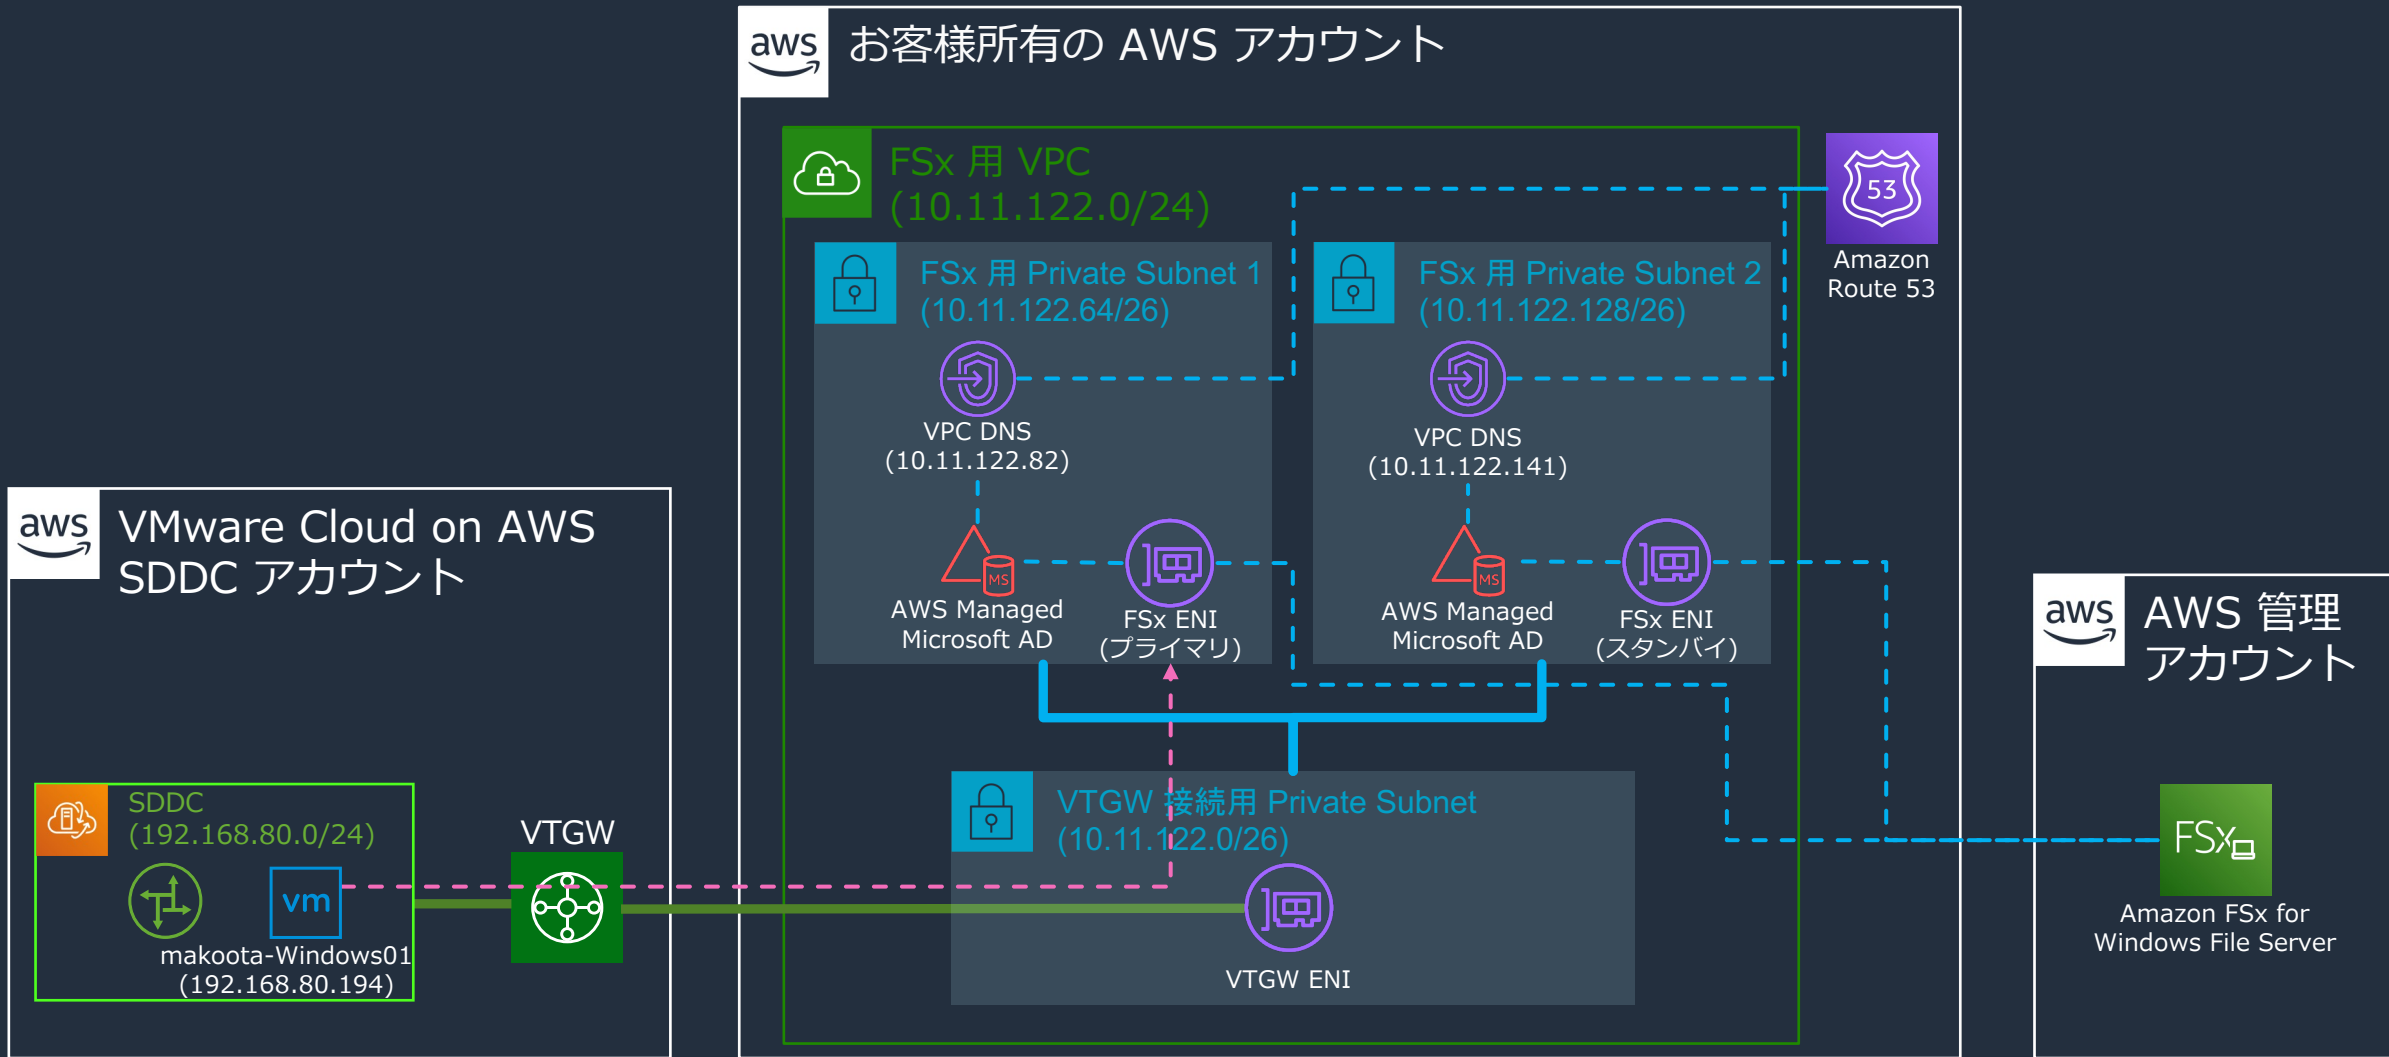 aws
お客様所有の AWS アカウント
FSx 用 VPC
(10.11.122.0/24)
53
Amazon
Route 53
FSx 用 Private Subnet 1
(10.11.122.64/26)
FSx 用 Private Subnet 2
(10.11.122.128/26)
VPC DNS
(10.11.122.82)
VPC DNS
(10.11.122.141)
MS
AWS Managed
Microsoft AD
FSx ENI
(プライマリ)
MS
AWS Managed
Microsoft AD
FSx ENI
(スタンバイ)
aws
VMware Cloud on AWS
SDDC アカウント
SDDC
(192.168.80.0/24)
vm
makoota-Windows01
(192.168.80.194)
VTGW
VTGW 接続用 Private Subnet
(10.11.122.0/26)
VTGW ENI
aws
AWS 管理
アカウント
FSx
Amazon FSx for
Windows File Server